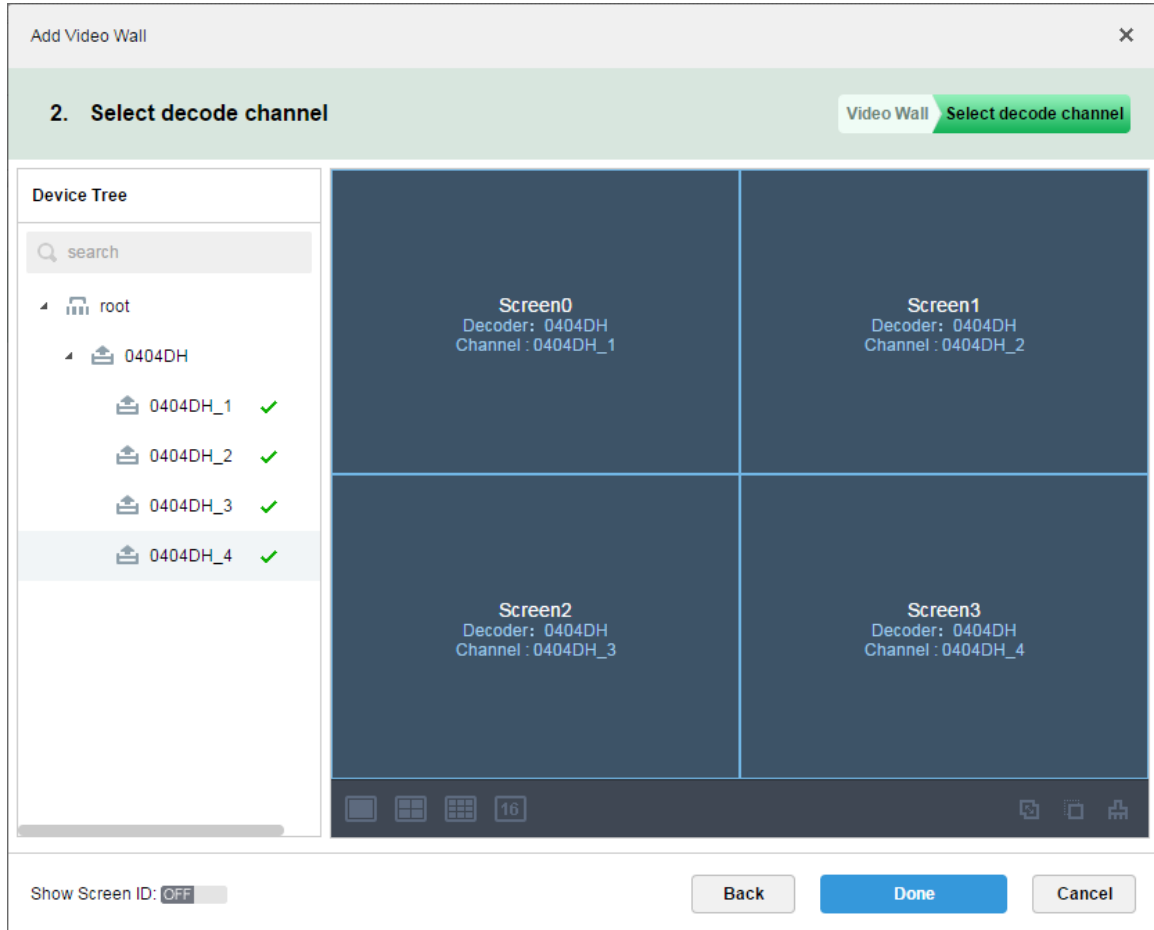 Add Video Wall
2. Select decode channel
Video Wall
Select decode channel
Device Tree
search
root
0404DH
0404DH_1
0404DH_2
0404DH_3
0404DH_4
Screen0
Decoder: 0404DH
Channel : 0404DH_1
Screen1
Decoder: 0404DH
Channel : 0404DH_2
Screen2
Decoder: 0404DH
Channel : 0404DH_3
Screen3
Decoder: 0404DH
Channel : 0404DH_4
16
Show Screen ID: OFF
Back
Done
Cancel